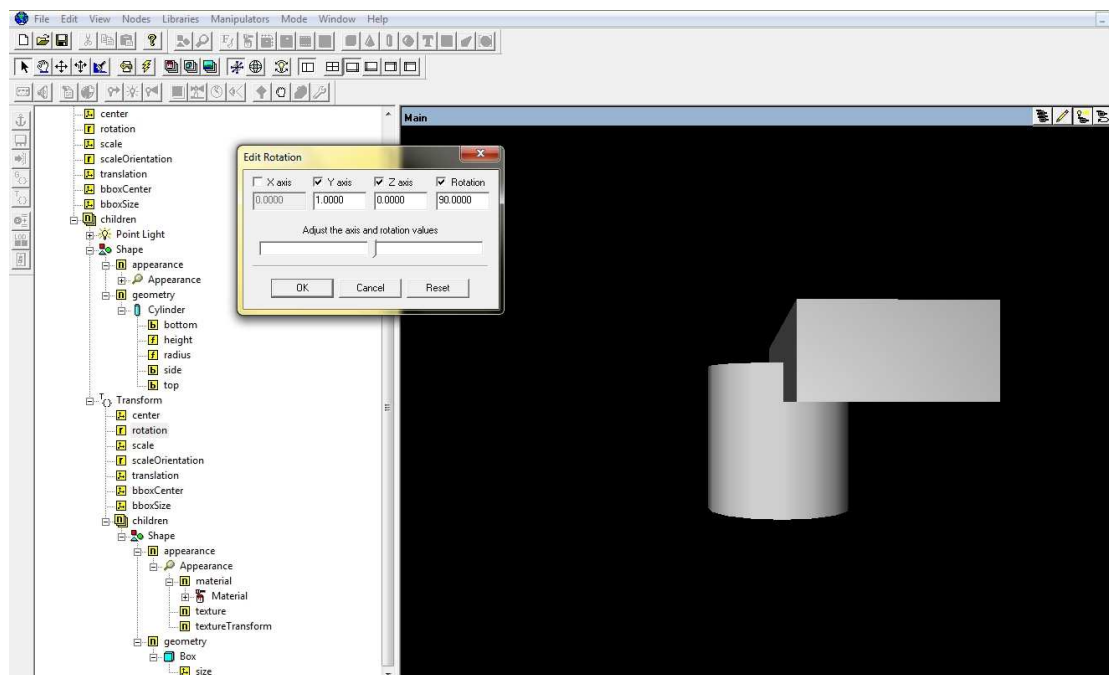 File Edit View Nodes Libraries Manipulators Mode Window Help
center
Main
rotation
scale
scaleOrientation
translation
bboxCenter
bboxSize
children
Point Light
Shape
appearance
Appearance
geometry
Cylinder
bottom
height
radius
side
top
Transform
center
rotation
scale
scaleOrientation
translation
bboxCenter
bboxSize
children
Shape
appearance
Appearance
material
Material
texture
textureTransform
geometry
Box
size
Edit Rotation
X axis Y axis Z axis Rotation
0.0000 1.0000 0.0000 90.0000
Adjust the axis and rotation values
OK Cancel Reset